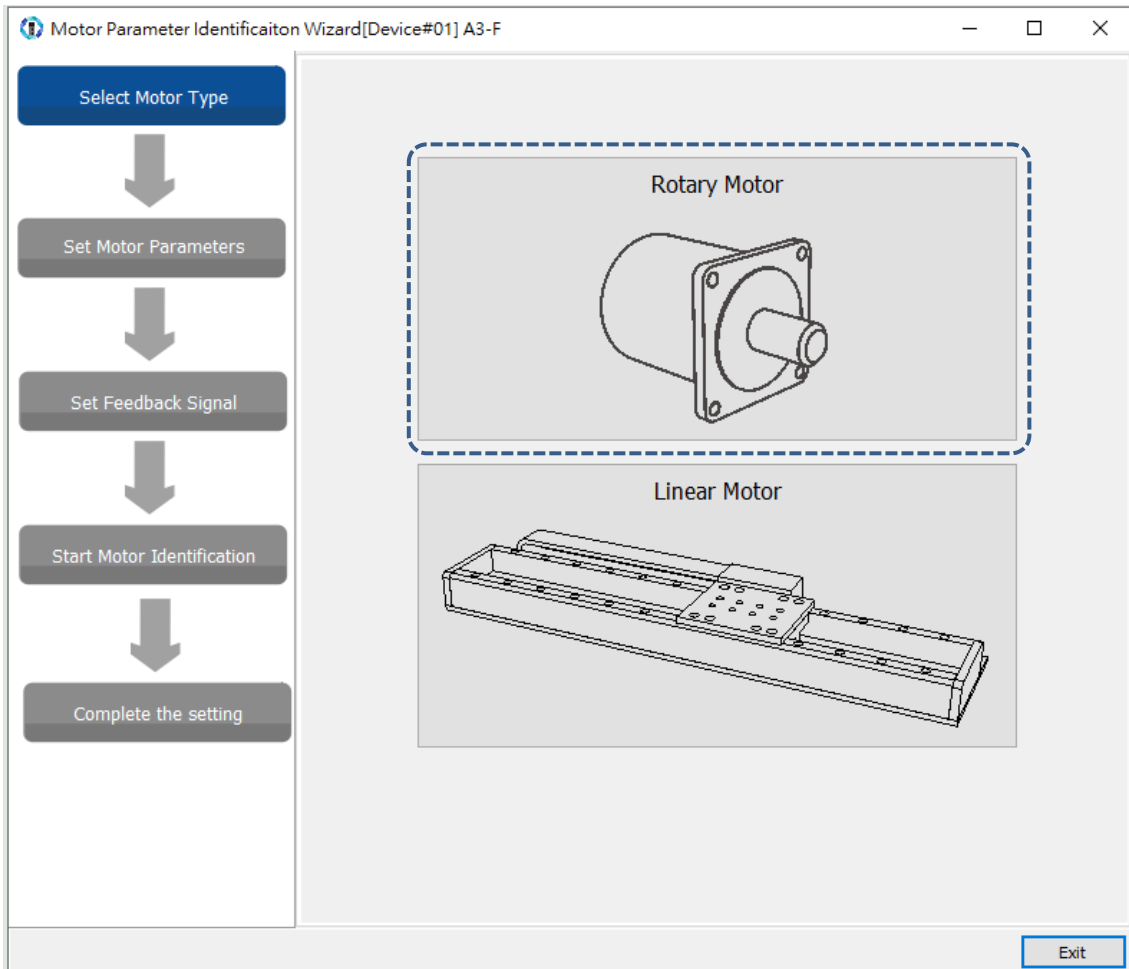 Motor Parameter Identificaiton Wizard[Device#01] A3-F
Select Motor Type
Set Motor Parameters
Set Feedback Signal
Start Motor Identification
Complete the setting
Rotary Motor
Linear Motor
Exit